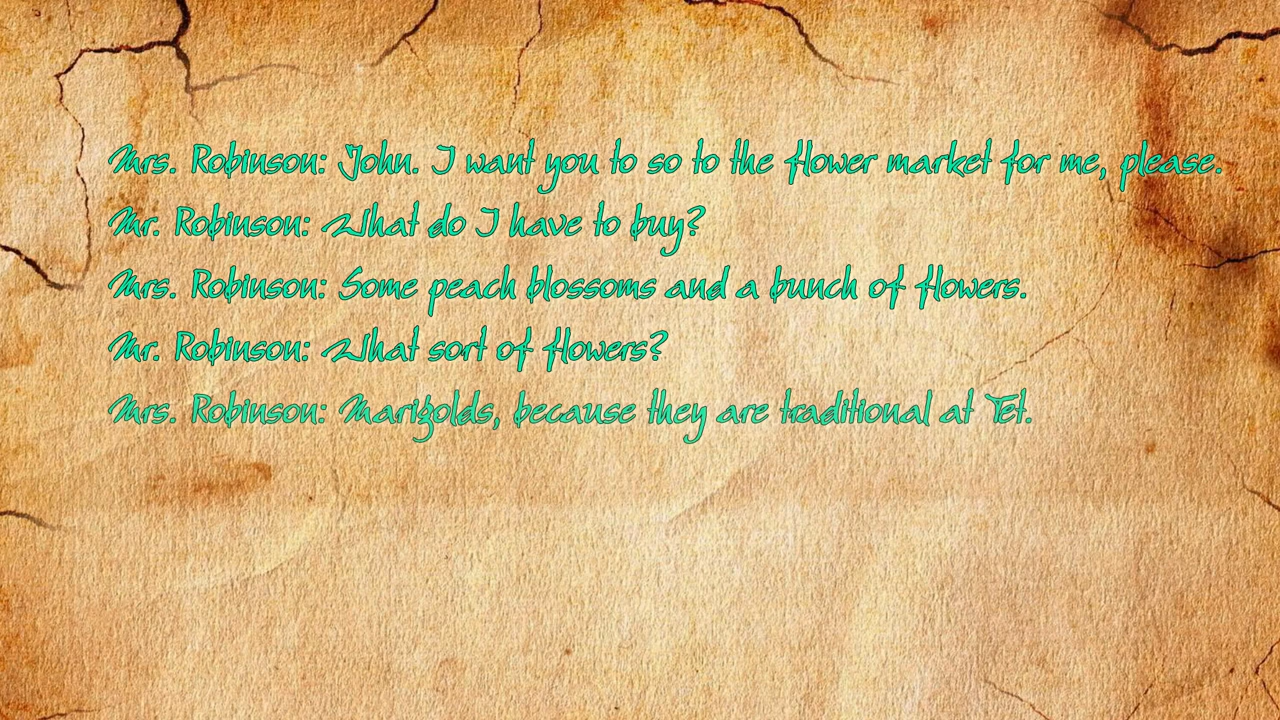 Mrs. Robinson: John. I want you to so to the flower market for me, please.
Mr. Robinson: What do I have to buy?
Mrs. Robinson: Some peach blossoms and a bunch of flowers.
Mr. Robinson: What sort of flowers?
Mrs. Robinson: Marigolds, because they are traditional at Tet.